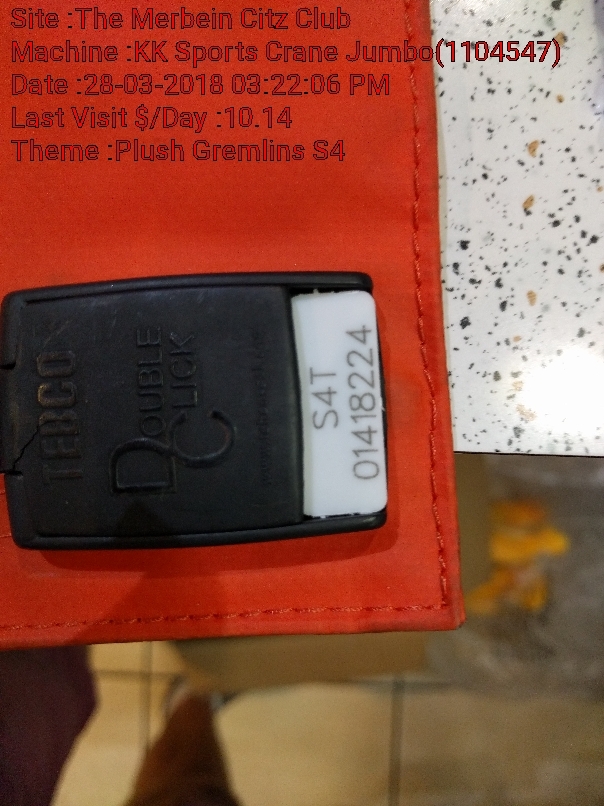 Site :The Merbein Citz Club
Machine :KK Sports Crane Jumbo(1104547)
Date :28-03-2018 03:22:06 PM
Last Visit $/Day :10.14
Theme :Plush Gremlins S4
TEBCO
DOUBLE
CLICK
S4T
01418224